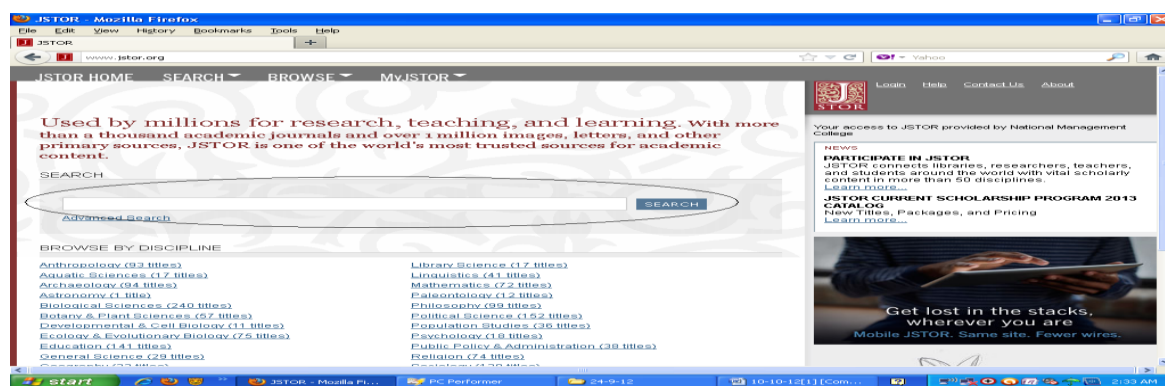 JSTOR - Mozilla Firefox
File Edit View History Bookmarks Tools Help
JSTOR
www.jstor.org
Yahoo
JSTOR HOME SEARCH BROWSE MyJSTOR
Used by millions for research, teaching, and learning. With more
than a thousand academic journals and over 1 million images, letters, and other
primary sources, JSTOR is one of the world's most trusted sources for academic
content.
SEARCH
SEARCH
Advanced Search
BROWSE BY DISCIPLINE
Anthropology (93 titles)
Aquatic Sciences (17 titles)
Archaeology (94 titles)
Astronomy (1 title)
Biological Sciences (240 titles)
Botany & Plant Sciences (57 titles)
Developmental & Cell Biology (11 titles)
Ecology & Evolutionary Biology (75 titles)
Education (141 titles)
General Science (29 titles)
Library Science (17 titles)
Linguistics (41 titles)
Mathematics (72 titles)
Paleontology (12 titles)
Philosophy (99 titles)
Political Science (152 titles)
Population Studies (36 titles)
Psychology (18 titles)
Public Policy & Administration (38 titles)
Religion (74 titles)
JSTOR
Login Help Contact Us About
Your access to JSTOR provided by National Management
College
NEWS
PARTICIPATE IN JSTOR
JSTOR connects libraries, researchers, teachers,
and students around the world with vital scholarly
content in more than 50 disciplines.
Learn more...
JSTOR CURRENT SCHOLARSHIP PROGRAM 2013
CATALOG
New Titles, Packages, and Pricing
Learn more...
Get lost in the stacks,
wherever you are
Mobile JSTOR. Same site. Fewer wires.
start
JSTOR - Mozilla Fi...
PC Performer
24-9-12
10-10-12[1] [Com...
2:33 AM